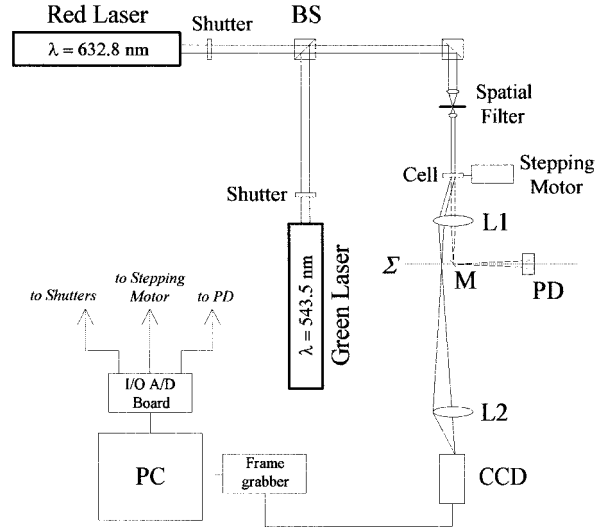 Red Laser
Shutter
BS
λ = 632.8 nm
Spatial
Filter
Cell
Stepping
Motor
Shutter
L1
Σ
M
PD
λ = 543.5 nm
Green Laser
to Shutters
to Stepping
Motor
to PD
I/O A/D
Board
L2
PC
Frame
grabber
CCD